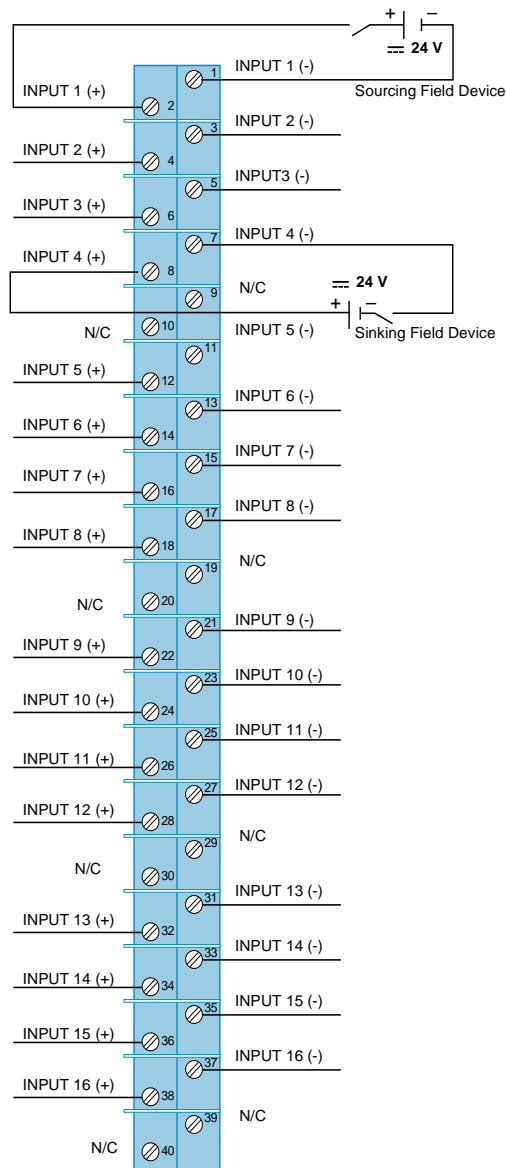 + –
24 V
INPUT 1 (-)
1
Sourcing Field Device
INPUT 1 (+)
2
INPUT 2 (-)
3
INPUT 2 (+)
4
INPUT3 (-)
5
INPUT 3 (+)
6
INPUT 4 (-)
7
INPUT 4 (+)
8
N/C
9
24 V
+ –
N/C
10
INPUT 5 (-)
Sinking Field Device
11
INPUT 5 (+)
12
INPUT 6 (-)
13
INPUT 6 (+)
14
INPUT 7 (-)
15
INPUT 7 (+)
16
INPUT 8 (-)
17
INPUT 8 (+)
18
N/C
19
N/C
20
INPUT 9 (-)
21
INPUT 9 (+)
22
INPUT 10 (-)
23
INPUT 10 (+)
24
INPUT 11 (-)
25
INPUT 11 (+)
26
INPUT 12 (-)
27
INPUT 12 (+)
28
N/C
29
N/C
30
INPUT 13 (-)
31
INPUT 13 (+)
32
INPUT 14 (-)
33
INPUT 14 (+)
34
INPUT 15 (-)
35
INPUT 15 (+)
36
INPUT 16 (-)
37
INPUT 16 (+)
38
N/C
39
N/C
40